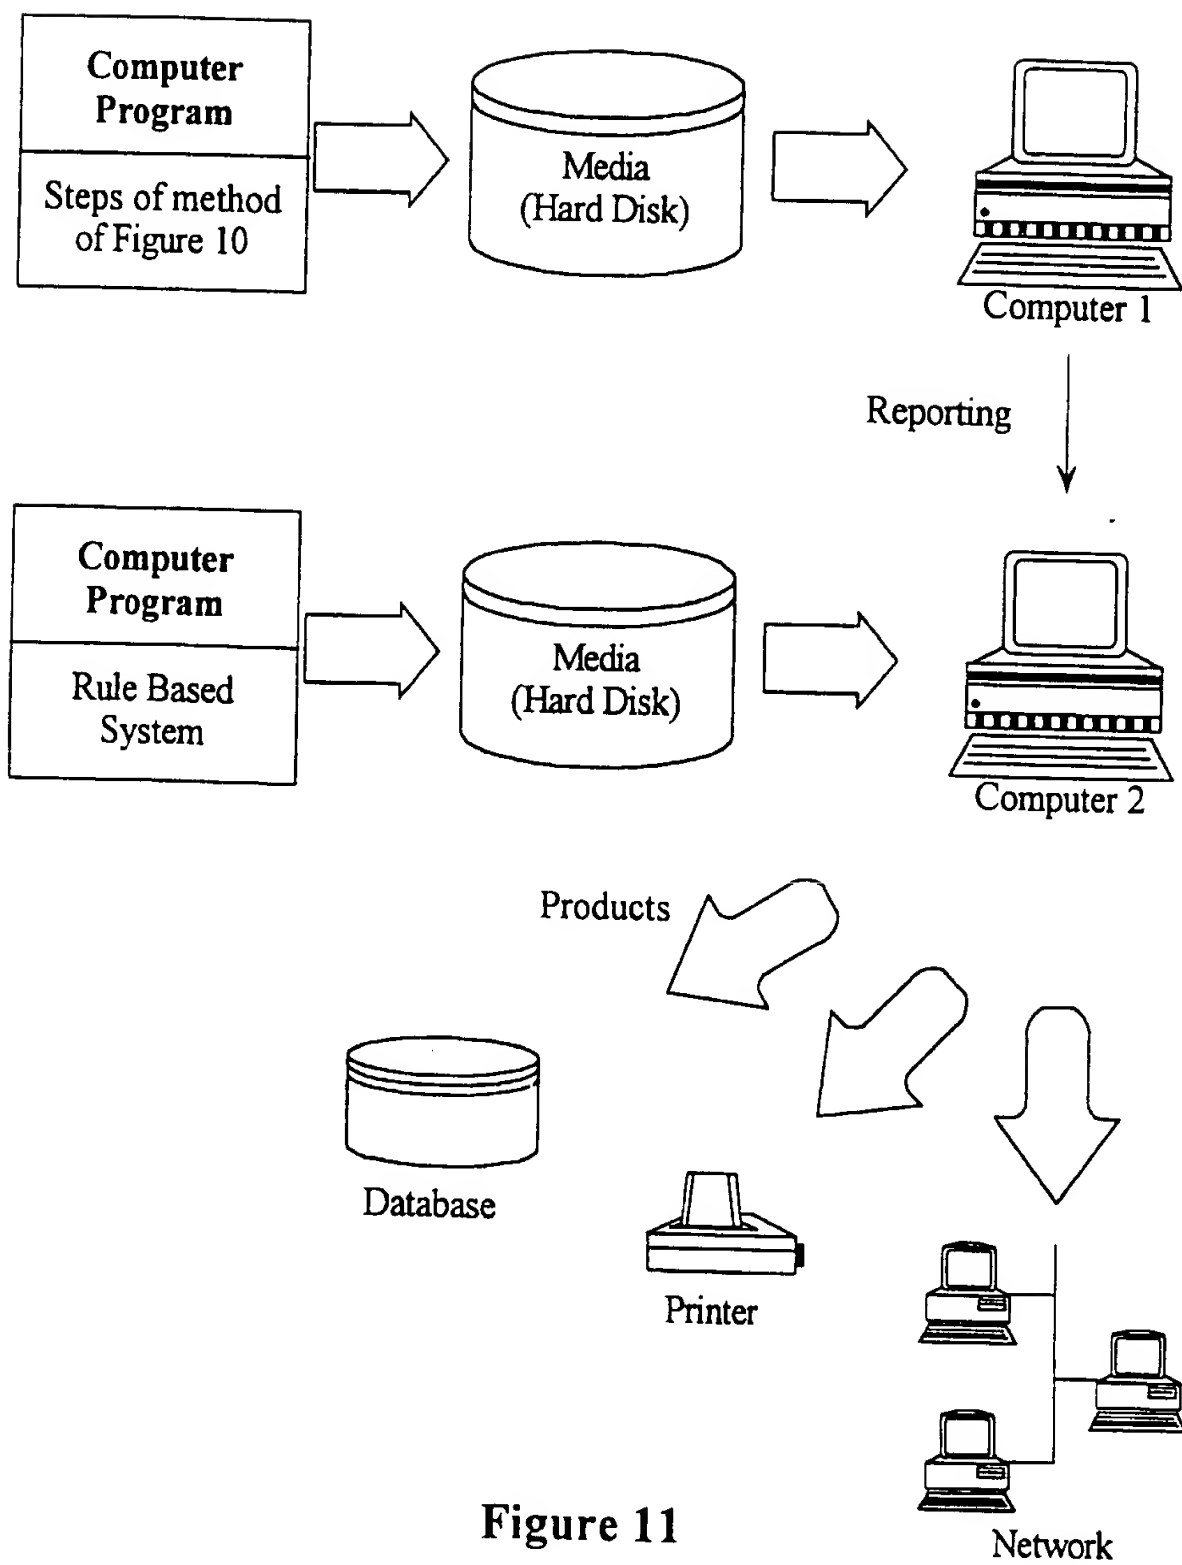 Computer
Program
Steps of method
of Figure 10
Media
(Hard Disk)
Computer 1
Reporting
Computer
Program
Rule Based
System
Media
(Hard Disk)
Computer 2
Products
Database
Printer
Network
Figure 11